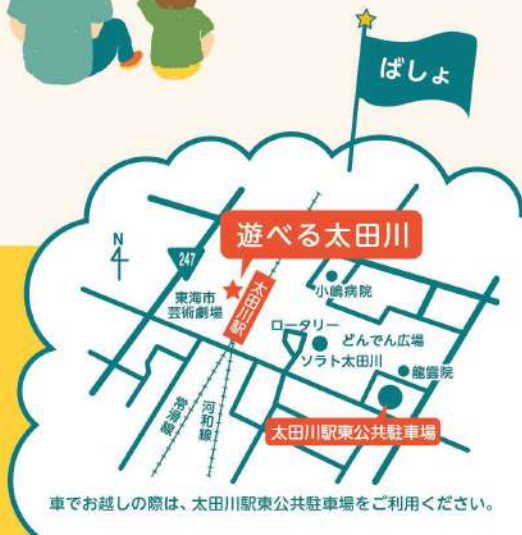 ばしょ
遊べる太田川
N
247
東海市
芸術劇場
太田川駅
小嶋病院
ロータリー
どんでん広場
ソラト太田川
龍雲院
常滑線
河和線
太田川駅東公共駐車場
車でお越しの際は、太田川駅東公共駐車場をご利用ください。